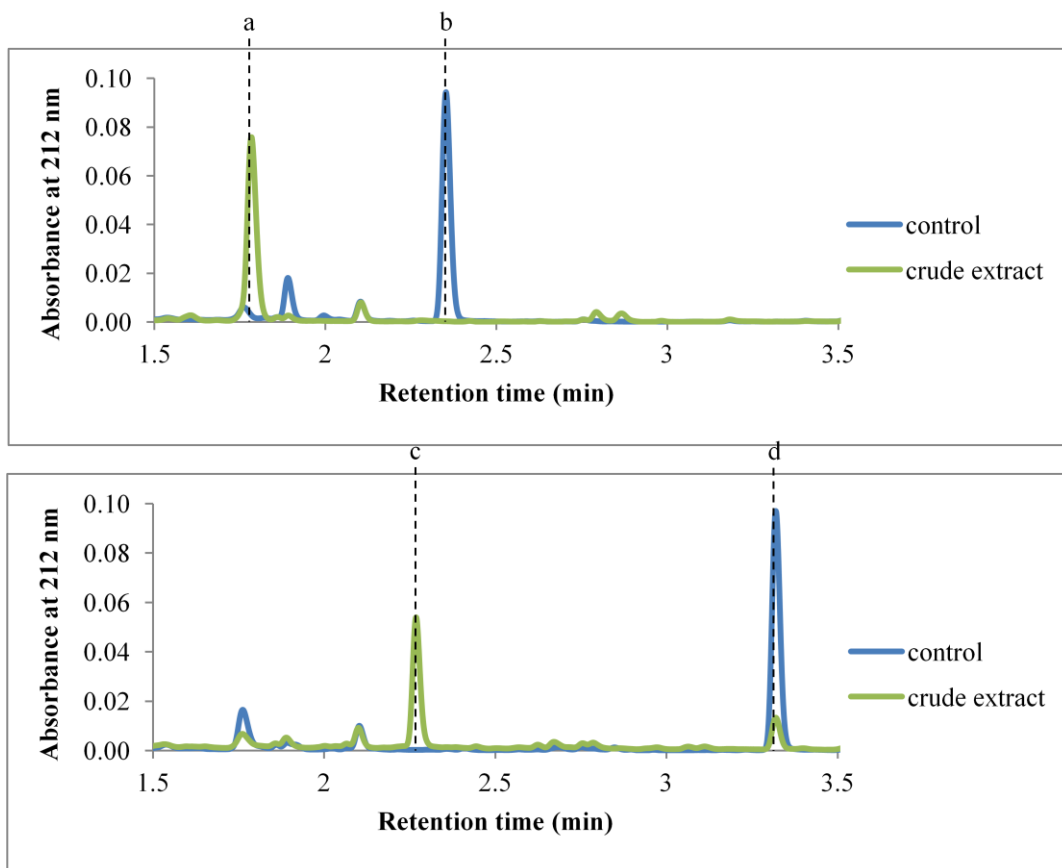 a b
Absorbance at 212 nm
0.10
0.08
0.06
0.04
0.02
0.00
1.5 2 2.5 3 3.5
Retention time (min)
control
crude extract
c d
Absorbance at 212 nm
0.10
0.08
0.06
0.04
0.02
0.00
1.5 2 2.5 3 3.5
Retention time (min)
control
crude extract